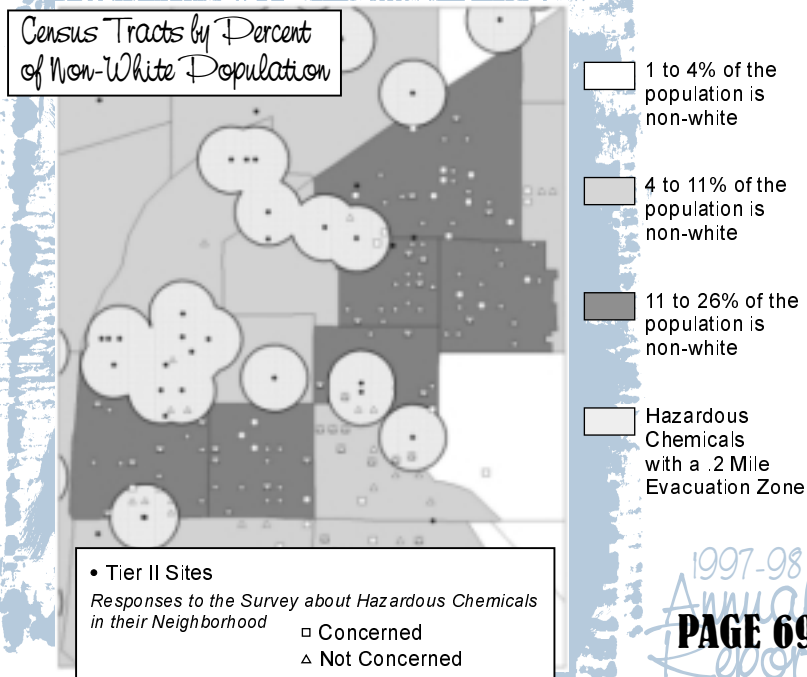 Census Tracts by Percent
of Non-White Population
1 to 4% of the
population is
non-white
4 to 11% of the
population is
non-white
11 to 26% of the
population is
non-white
Hazardous
Chemicals
with a .2 Mile
Evacuation Zone
• Tier II Sites
Responses to the Survey about Hazardous Chemicals
in their Neighborhood
□ Concerned
△ Not Concerned
1997-98
Annual
Report
PAGE 69